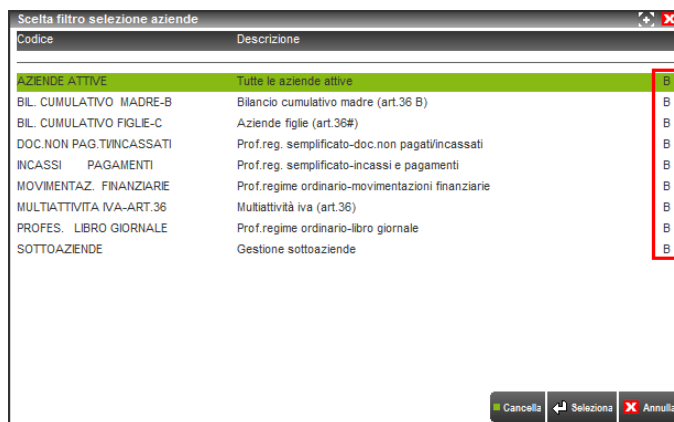 Scelta filtro selezione aziende
Codice Descrizione
AZIENDE ATTIVE Tutte le aziende attive B
BIL. CUMULATIVO MADRE-B Bilancio cumulativo madre (art.36 B) B
BIL. CUMULATIVO FIGLIE-C Aziende figlie (art.36#) B
DOC.NON PAG.TI/INCASSATI Prof.reg. semplificato-doc.non pagati/incassati B
INCASSI PAGAMENTI Prof.reg. semplificato-incassi e pagamenti B
MOVIMENTAZ. FINANZIARIE Prof.regime ordinario-movimentazioni finanziarie B
MULTIATTIVITA IVA-ART.36 Multiattività iva (art.36) B
PROFES. LIBRO GIORNALE Prof.regime ordinario-libro giornale B
SOTTOAZIENDE Gestione sottoaziende B
Cancella Seleziona Annulla